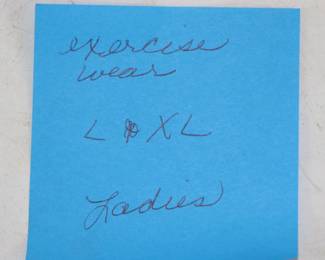 exercise
wear
L & XL
Ladies